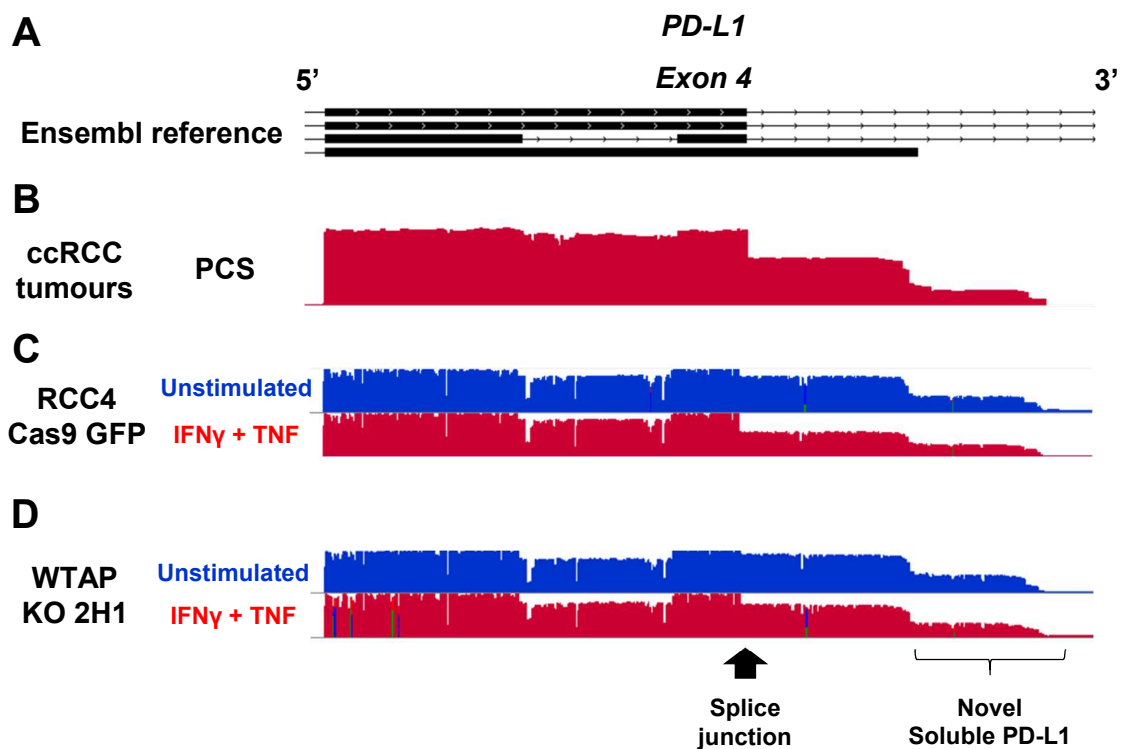 A
PD-L1
5’
Exon 4
3’
Ensembl reference
B
ccRCC
tumours
PCS
C
RCC4
Cas9 GFP
Unstimulated
IFNγ + TNF
D
WTAP
KO 2H1
Unstimulated
IFNγ + TNF
Splice
junction
Novel
Soluble PD-L1